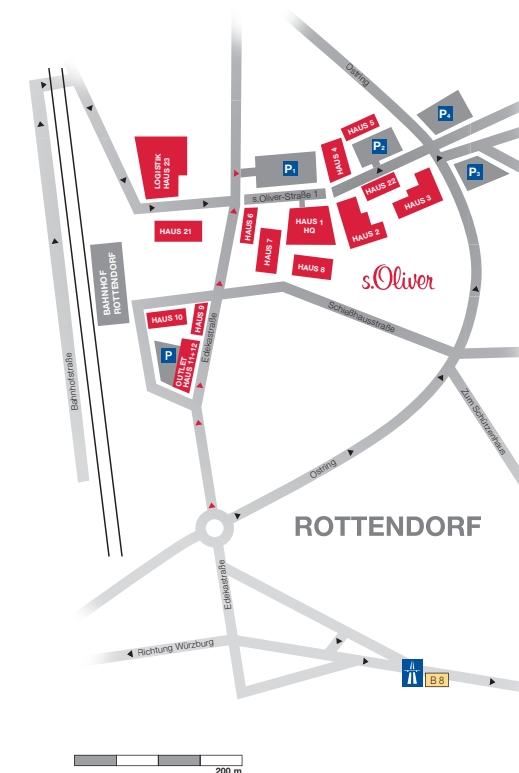 Ostring
P4
HAUS 5
P2
HAUS 4
LOGISTIK
HAUS 23
P1
P3
HAUS 22
s.Oliver-Straße 1
HAUS 3
HAUS 6
HAUS 1
HQ
HAUS 21
HAUS 2
HAUS 7
HAUS 8
BAHNHOF
ROTTENDORF
s.Oliver
HAUS 10
HAUS 9
Schießhausstraße
Edekastraße
P
OUTLET
HAUS 11+12
Bahnhofstraße
Zum Schützenhaus
Ostring
ROTTENDORF
Edekastraße
Richtung Würzburg
B 8
200 m